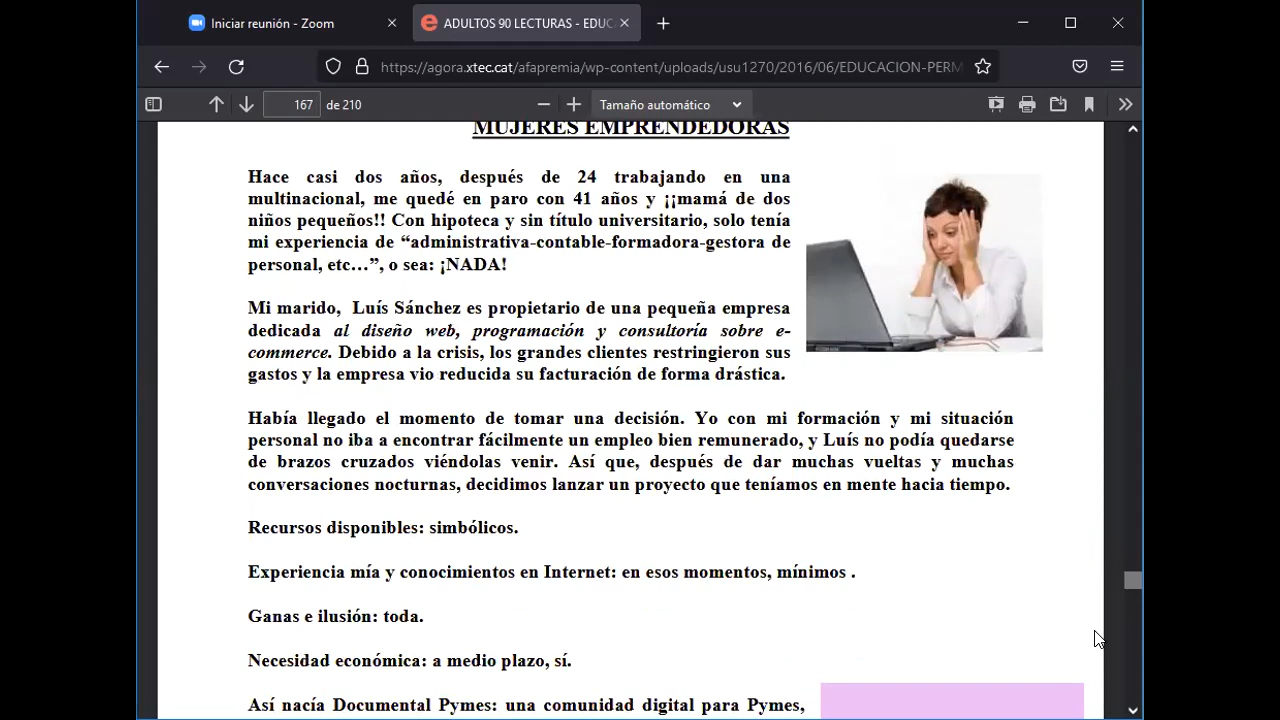 Iniciar reunión - Zoom
ADULTOS 90 LECTURAS - EDUC
https://agora.xtec.cat/afapremia/wp-content/uploads/usu1270/2016/06/EDUCACION-PERM
167 de 210
Tamaño automático
MUJERES EMPRENDEDORAS
Hace casi dos años, después de 24 trabajando en una
multinacional, me quedé en paro con 41 años y ¡¡mamá de dos
niños pequeños!! Con hipoteca y sin título universitario, solo tenía
mi experiencia de “administrativa-contable-formadora-gestora de
personal, etc…”, o sea: ¡NADA!
Mi marido, Luís Sánchez es propietario de una pequeña empresa
dedicada al diseño web, programación y consultoría sobre e-
commerce. Debido a la crisis, los grandes clientes restringieron sus
gastos y la empresa vio reducida su facturación de forma drástica.
Había llegado el momento de tomar una decisión. Yo con mi formación y mi situación
personal no iba a encontrar fácilmente un empleo bien remunerado, y Luís no podía quedarse
de brazos cruzados viéndolas venir. Así que, después de dar muchas vueltas y muchas
conversaciones nocturnas, decidimos lanzar un proyecto que teníamos en mente hacia tiempo.
Recursos disponibles: simbólicos.
Experiencia mía y conocimientos en Internet: en esos momentos, mínimos .
Ganas e ilusión: toda.
Necesidad económica: a medio plazo, sí.
Así nacía Documental Pymes: una comunidad digital para Pymes,